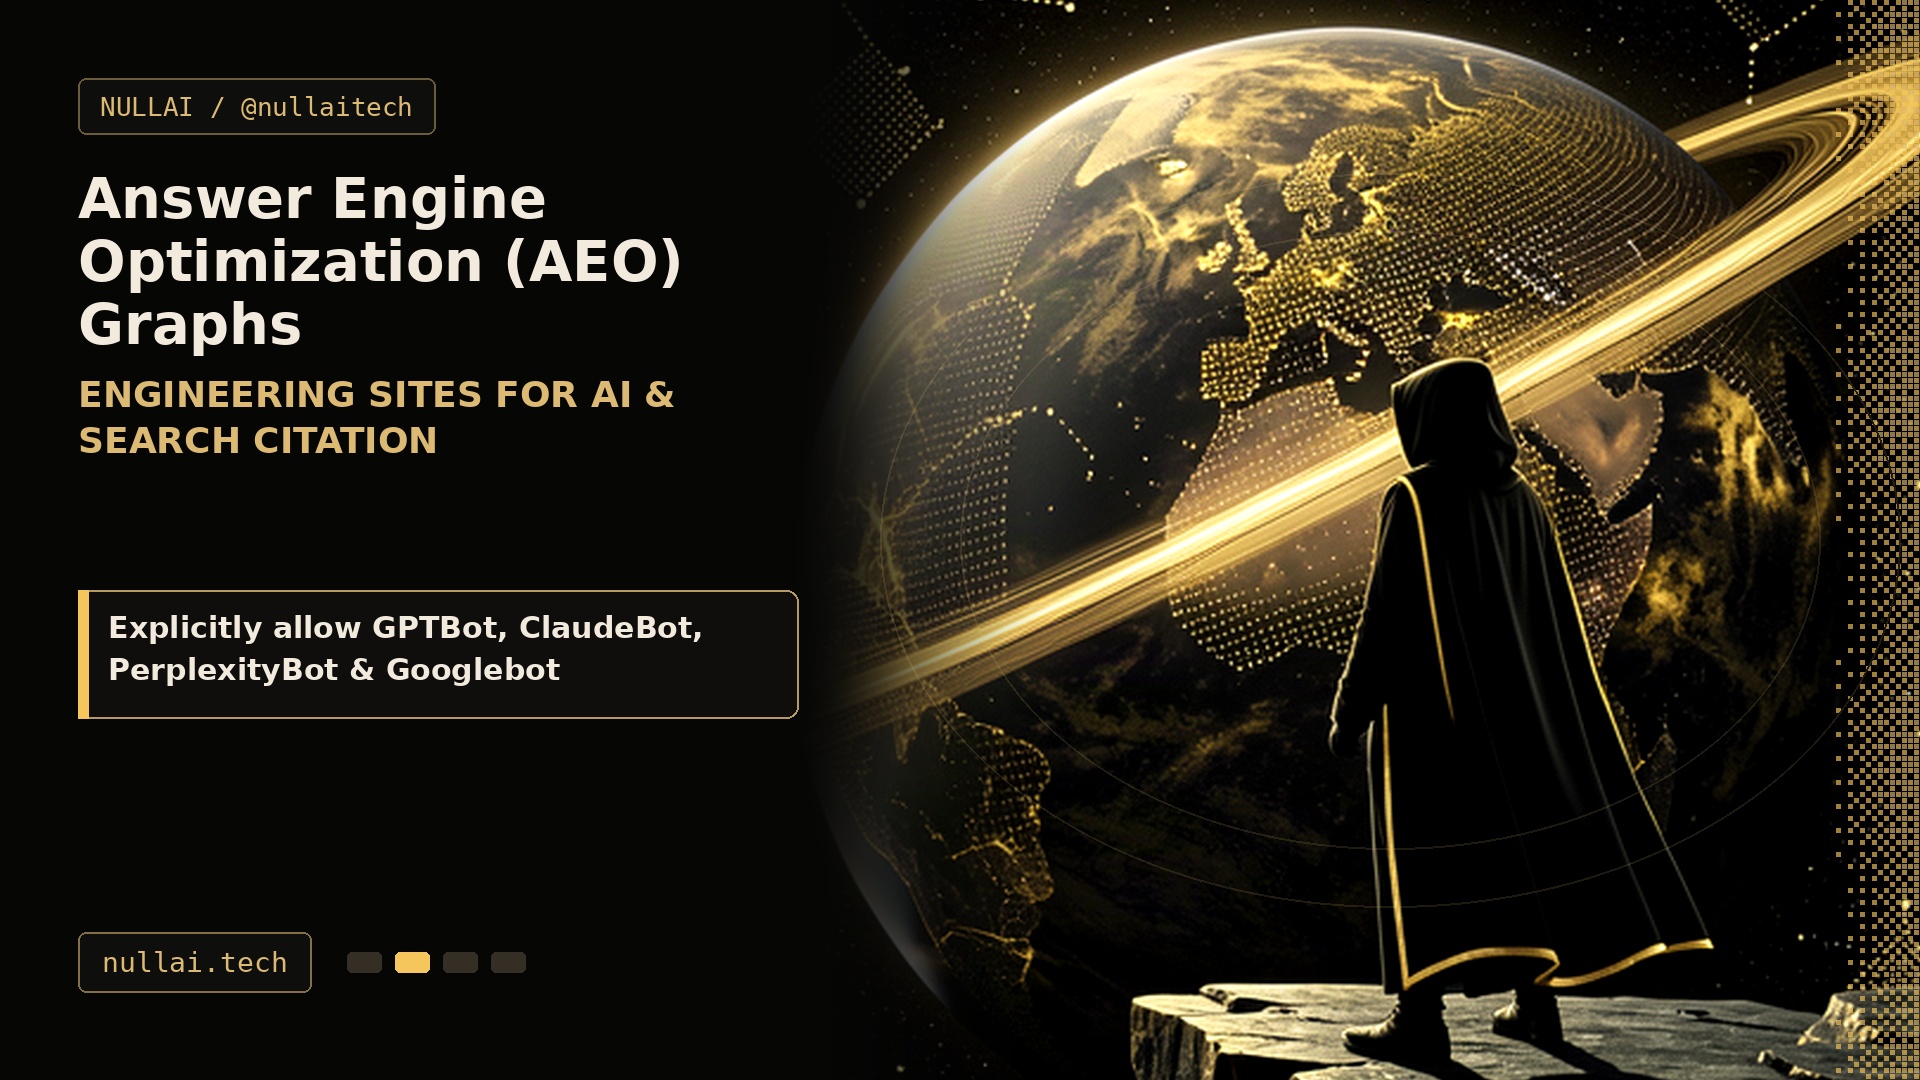 NULLAI / @nullaitech
Answer Engine
Optimization (AEO)
Graphs
ENGINEERING SITES FOR AI &
SEARCH CITATION
Explicitly allow GPTBot, ClaudeBot,
PerplexityBot & Googlebot
nullai.tech